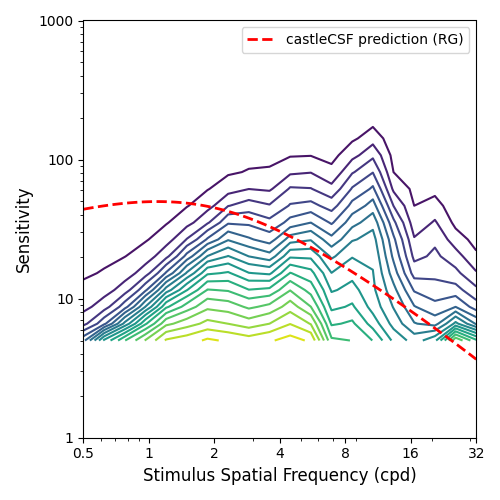 castleCSF prediction (RG)
Sensitivity
1000
100
10
1
0.5 1 2 4 8 16 32
Stimulus Spatial Frequency (cpd)